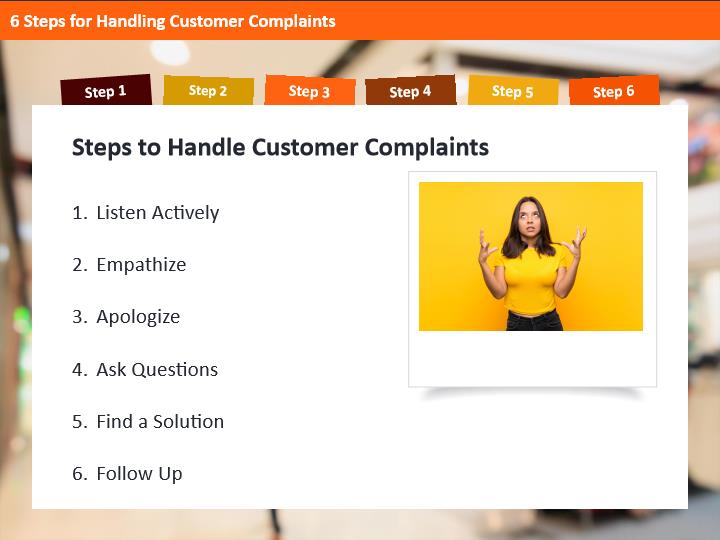 6 Steps for Handling Customer Complaints
Step 1
Step 2
Step 3
Step 4
Step 5
Step 6
Steps to Handle Customer Complaints
1. Listen Actively
2. Empathize
3. Apologize
4. Ask Questions
5. Find a Solution
6. Follow Up